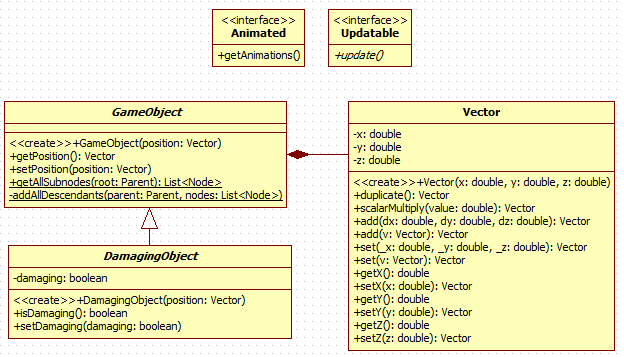 <<interface>>
Animated
+getAnimations()
<<interface>>
Updatable
+update()
GameObject
<<create>>+GameObject(position: Vector)
+getPosition(): Vector
+setPosition(position: Vector)
+getAllSubnodes(root: Parent): List<Node>
-addAllDescendants(parent: Parent, nodes: List<Node>)
Vector
-x: double
-y: double
-z: double
<<create>>+Vector(x: double, y: double, z: double)
+duplicate(): Vector
+scalarMultiply(value: double): Vector
+add(dx: double, dy: double, dz: double): Vector
+add(v: Vector): Vector
+set(_x: double, _y: double, _z: double): Vector
+set(v: Vector): Vector
+getX(): double
+setX(x: double): Vector
+getY(): double
+setY(y: double): Vector
+getZ(): double
+setZ(z: double): Vector
DamagingObject
-damaging: boolean
<<create>>+DamagingObject(position: Vector)
+isDamaging(): boolean
+setDamaging(damaging: boolean)